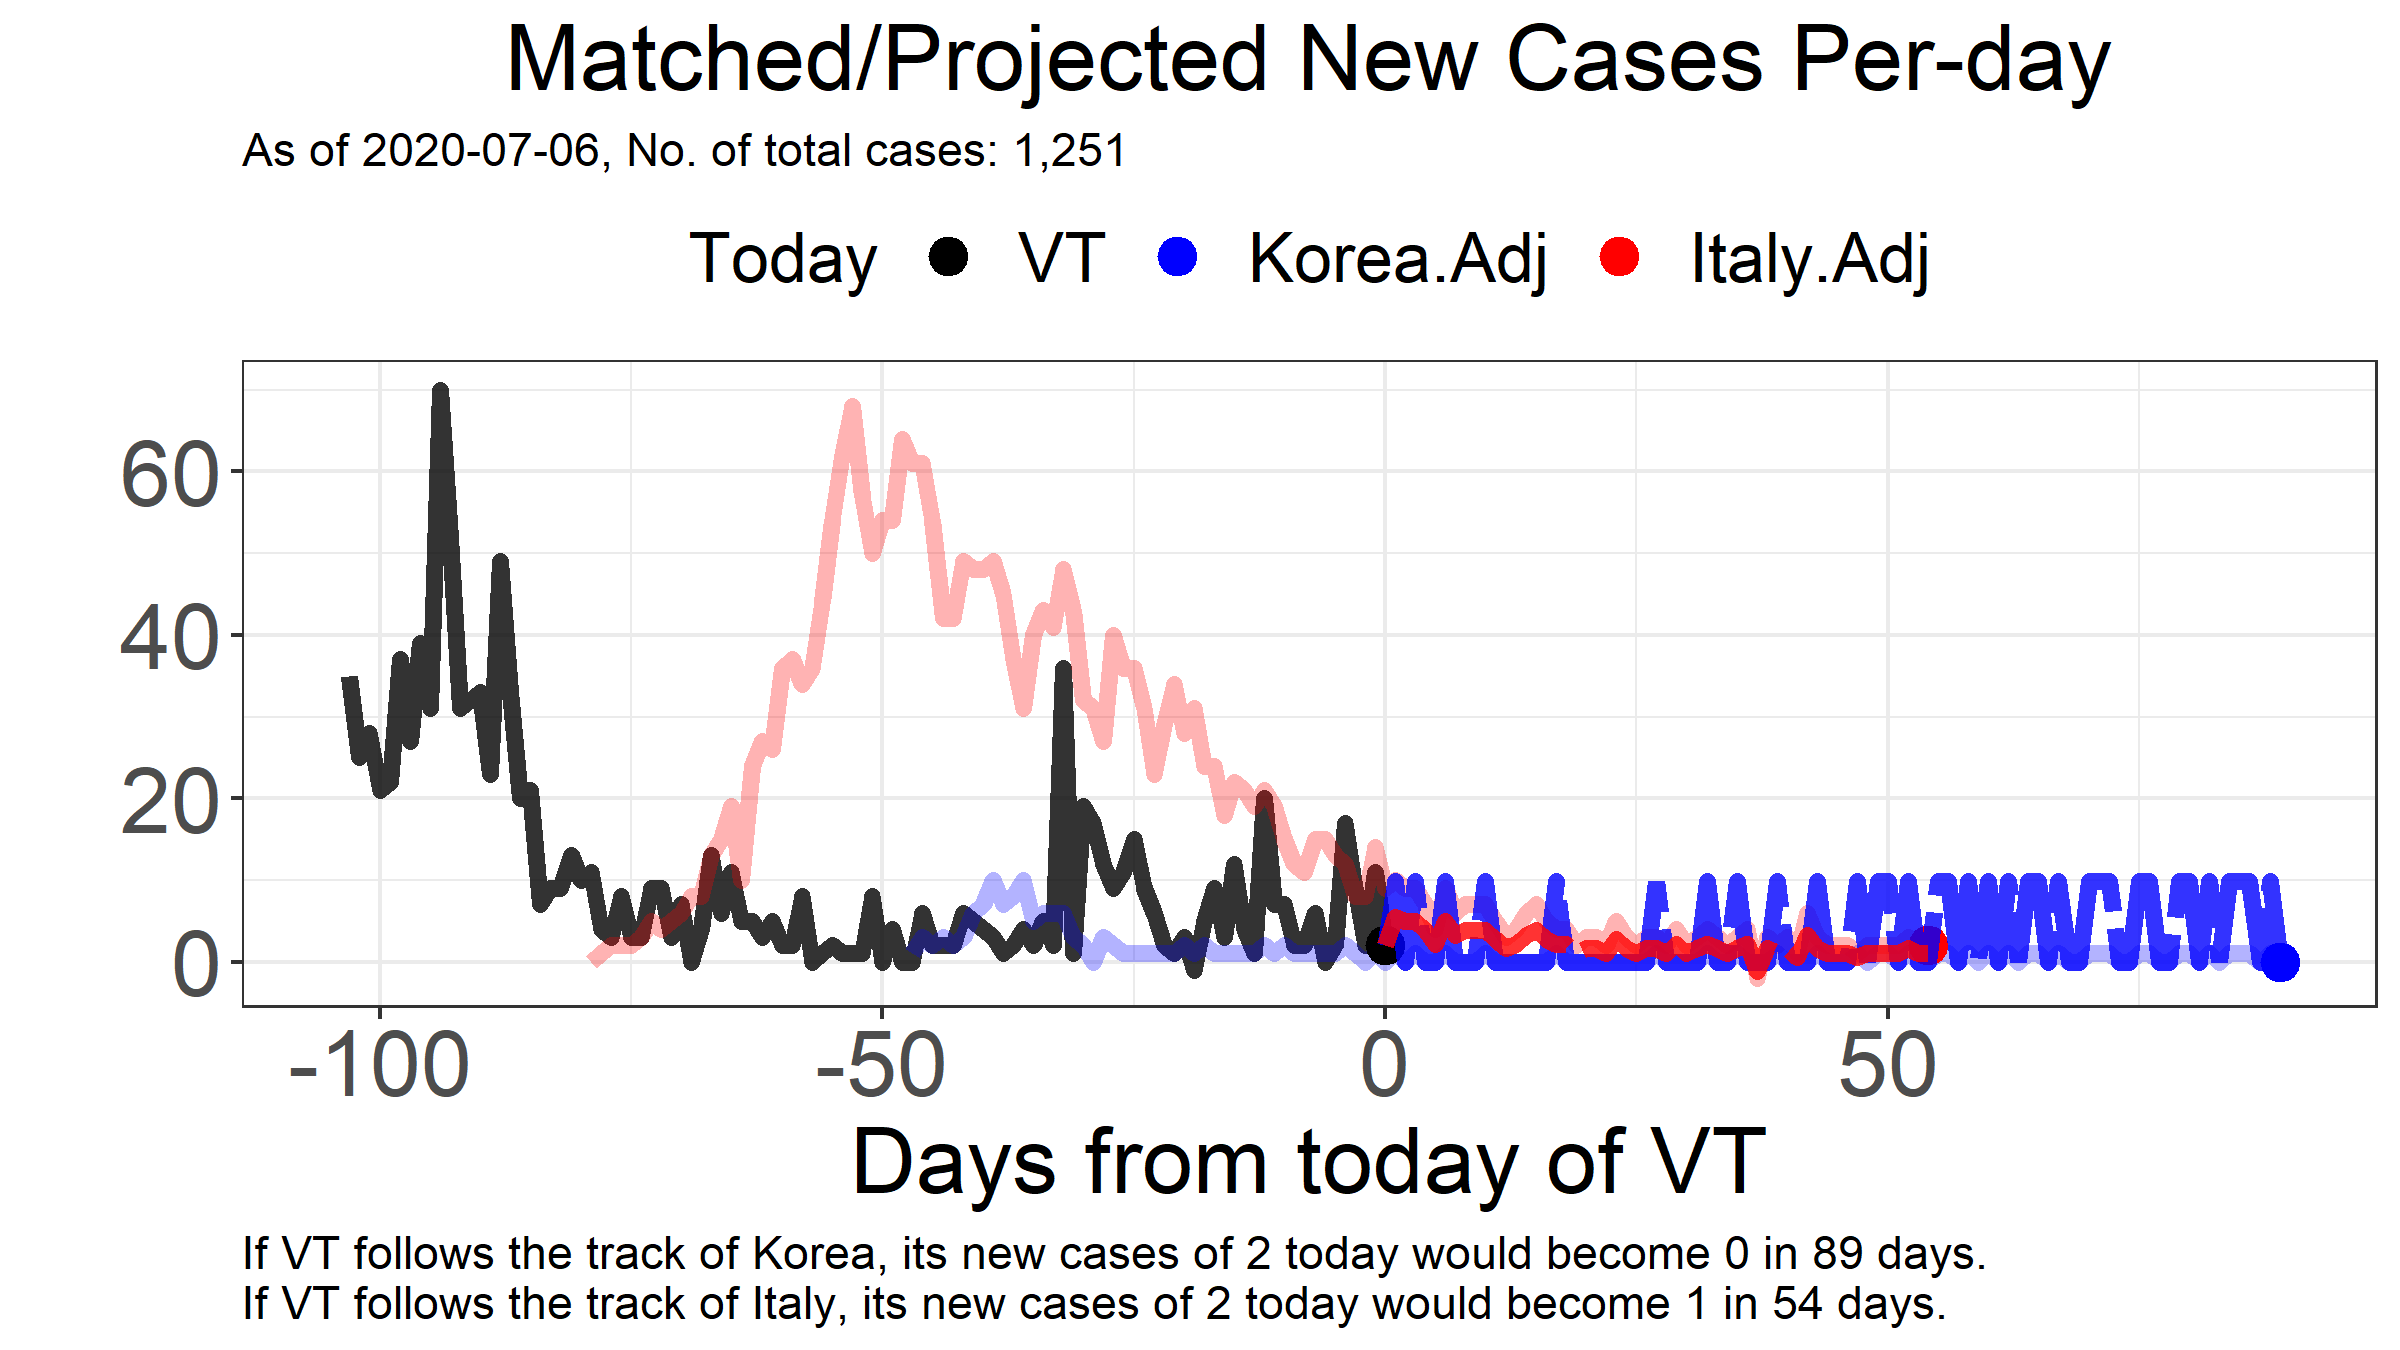 Matched/Projected New Cases Per-day
As of 2020-07-06, No. of total cases: 1,251
Today VT Korea.Adj Italy.Adj
60
40
20
0
-100 -50 0 50
Days from today of VT
If VT follows the track of Korea, its new cases of 2 today would become 0 in 89 days.
If VT follows the track of Italy, its new cases of 2 today would become 1 in 54 days.